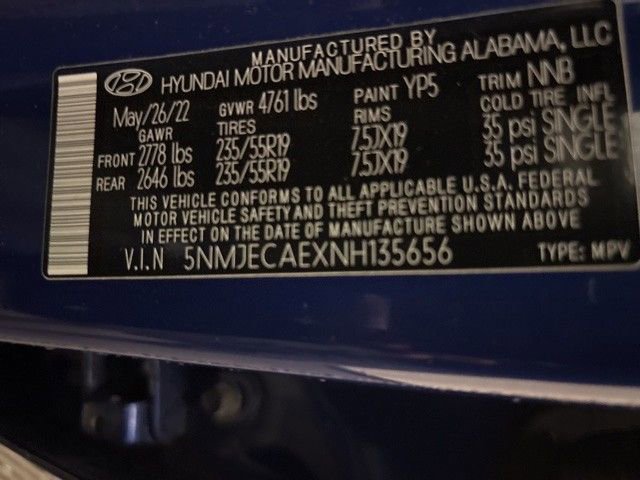 MANUFACTURED BY
HYUNDAI MOTOR MANUFACTURING ALABAMA, LLC
May/26/22 GVWR 4761 lbs PAINT YP5 TRIM NNB
GAWR TIRES RIMS COLD TIRE INFL
FRONT 2778 lbs 235/55R19 7.5JX19 35 psi SINGLE
REAR 2646 lbs 235/55R19 7.5JX19 35 psi SINGLE
THIS VEHICLE CONFORMS TO ALL APPLICABLE U.S.A. FEDERAL
MOTOR VEHICLE SAFETY AND THEFT PREVENTION STANDARDS
IN EFFECT ON THE DATE OF MANUFACTURE SHOWN ABOVE
V.I.N 5NMJECAEXNH135656 TYPE: MPV